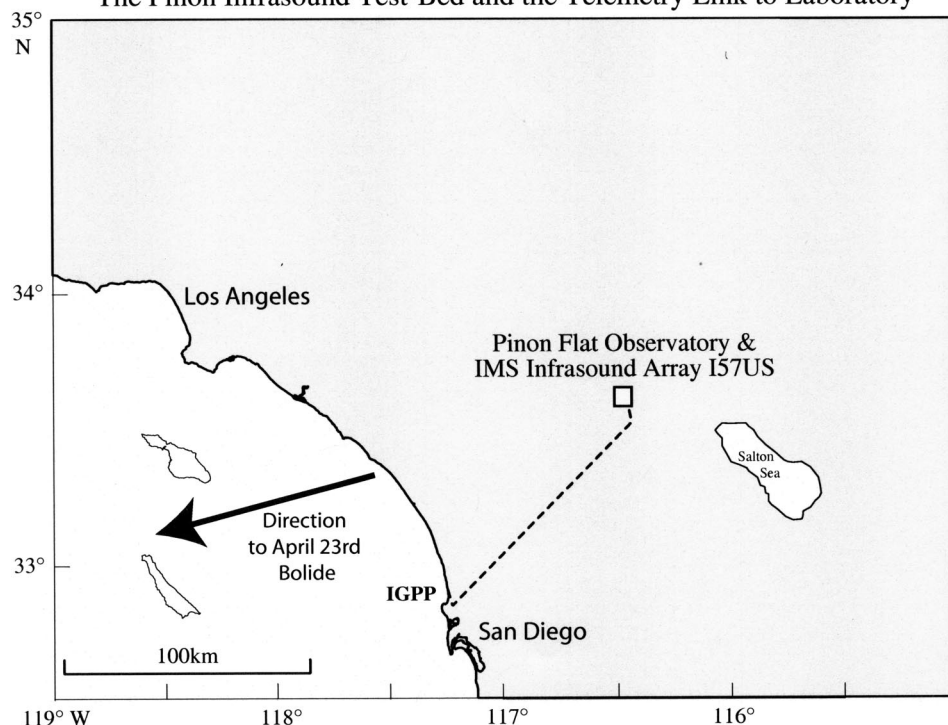 The Pinon Infrasound Test-Bed and the Telemetry Link to Laboratory
35°
N
34°
Los Angeles
Pinon Flat Observatory &
IMS Infrasound Array I57US
Salton
Sea
Direction
to April 23rd
Bolide
33°
IGPP
San Diego
100km
119° W
118°
117°
116°